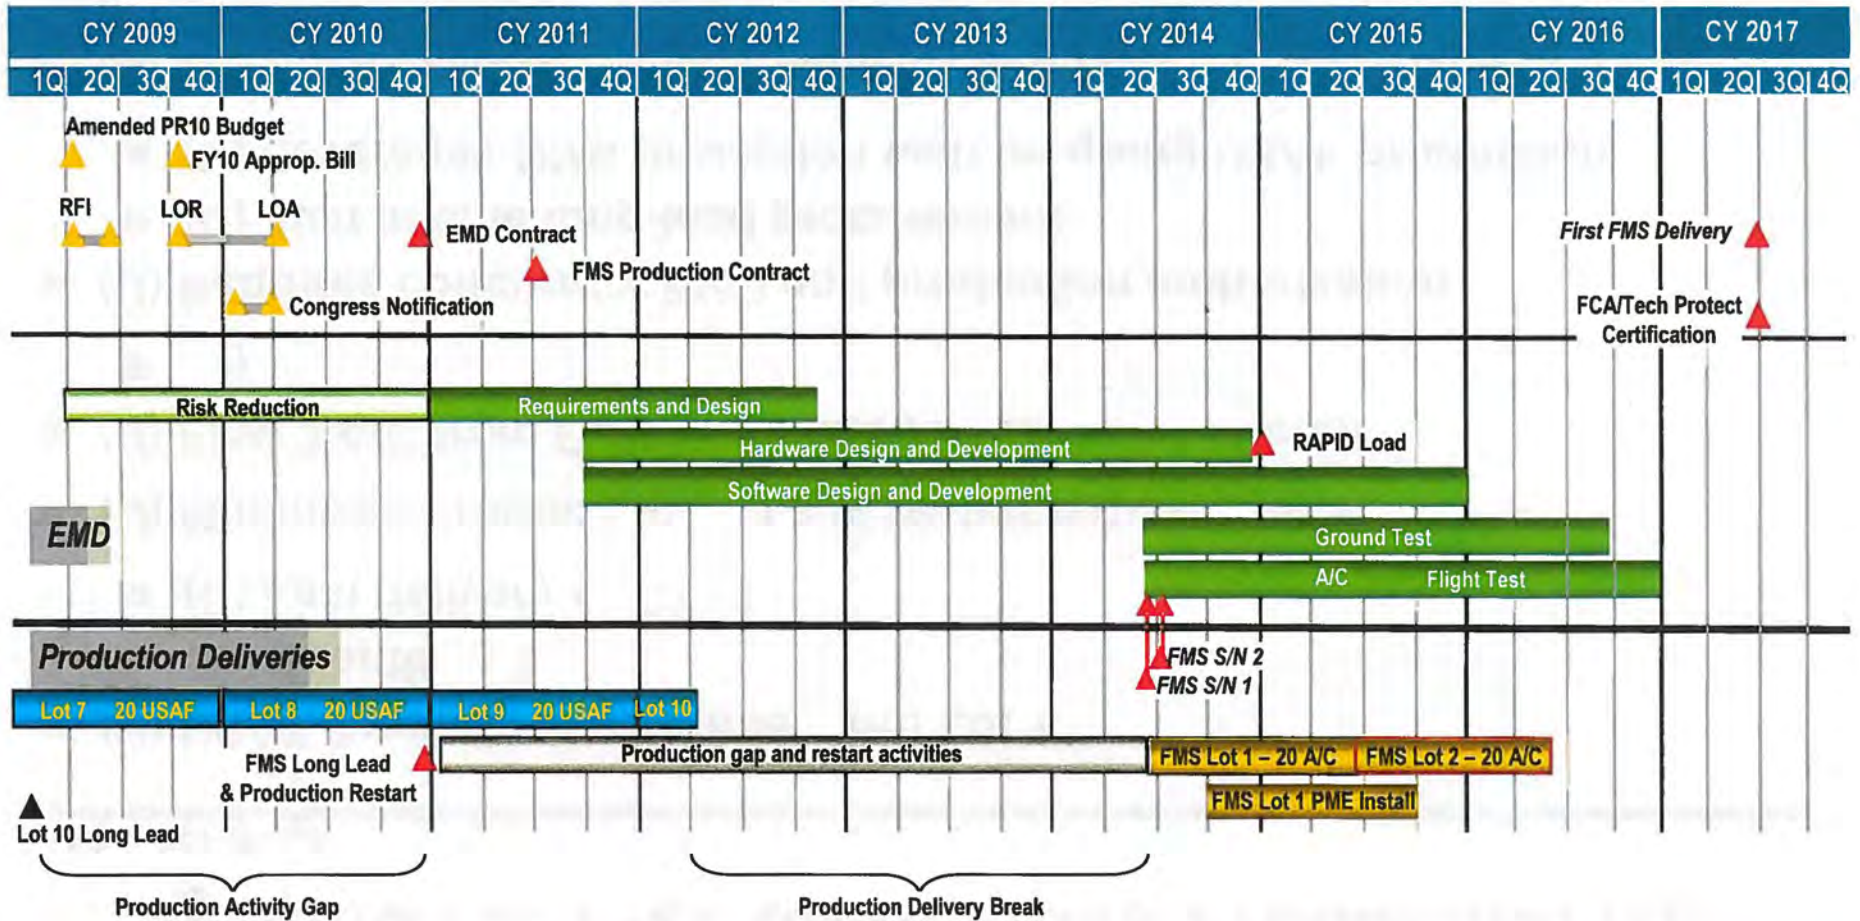 CY 2009 CY 2010 CY 2011 CY 2012 CY 2013 CY 2014 CY 2015 CY 2016 CY 2017
1Q 2Q 3Q 4Q 1Q 2Q 3Q 4Q 1Q 2Q 3Q 4Q 1Q 2Q 3Q 4Q 1Q 2Q 3Q 4Q 1Q 2Q 3Q 4Q 1Q 2Q 3Q 4Q 1Q 2Q 3Q 4Q 1Q 2Q 3Q 4Q
Amended PR10 Budget
FY10 Approp. Bill
RFI LOR LOA
EMD Contract
First FMS Delivery
FMS Production Contract
Congress Notification
FCA/Tech Protect
Certification
Risk Reduction
Requirements and Design
Hardware Design and Development
RAPID Load
Software Design and Development
EMD
Ground Test
A/C Flight Test
Production Deliveries
FMS S/N 2
FMS S/N 1
Lot 7 20 USAF Lot 8 20 USAF Lot 9 20 USAF Lot 10
Production gap and restart activities
FMS Lot 1 – 20 A/C
FMS Lot 2 – 20 A/C
FMS Long Lead
& Production Restart
FMS Lot 1 PME Install
Lot 10 Long Lead
Production Activity Gap
Production Delivery Break